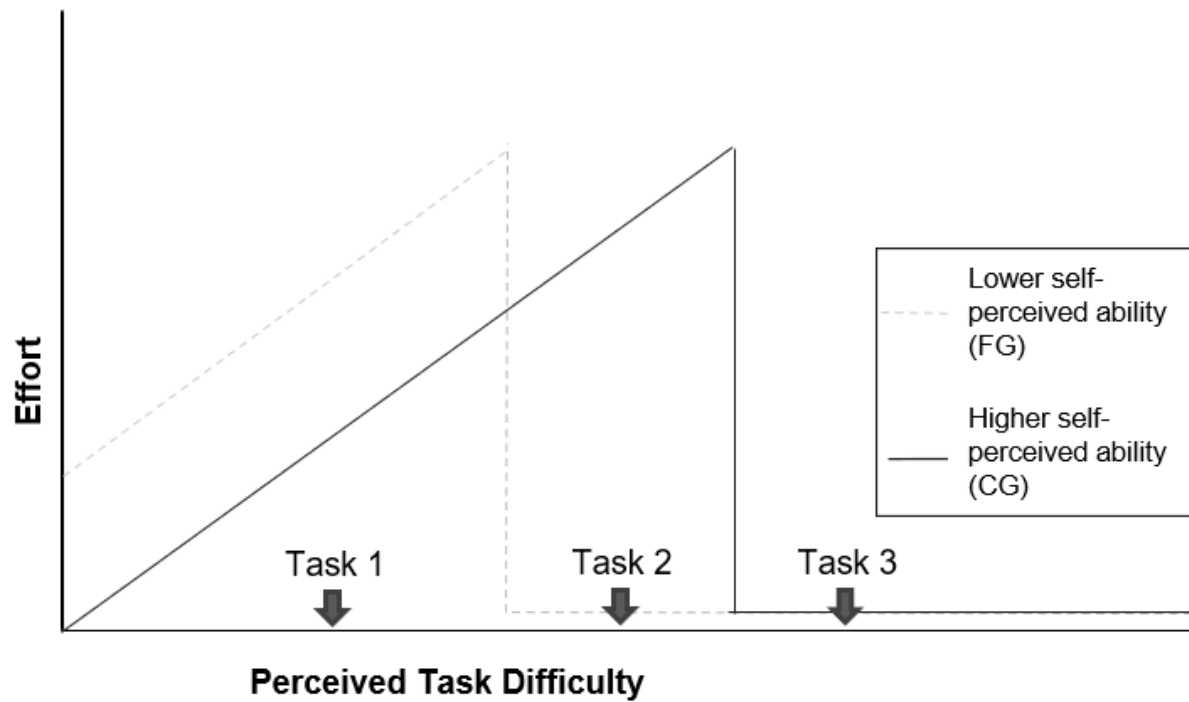 Effort
Lower self-
perceived ability
(FG)
Higher self-
perceived ability
(CG)
Task 1
Task 2
Task 3
Perceived Task Difficulty